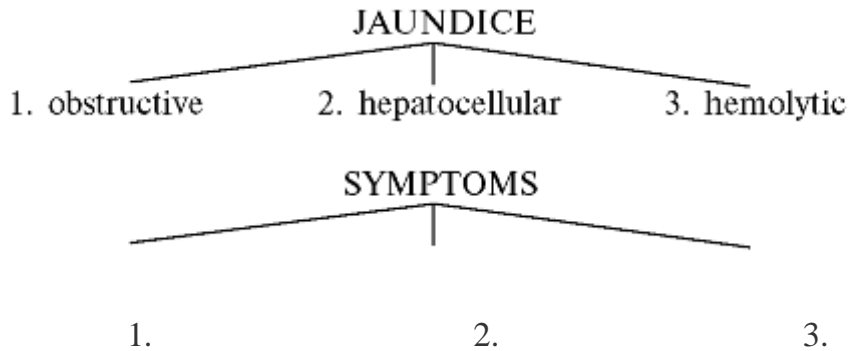 JAUNDICE
1. obstructive 2. hepatocellular 3. hemolytic
SYMPTOMS
1. 2. 3.